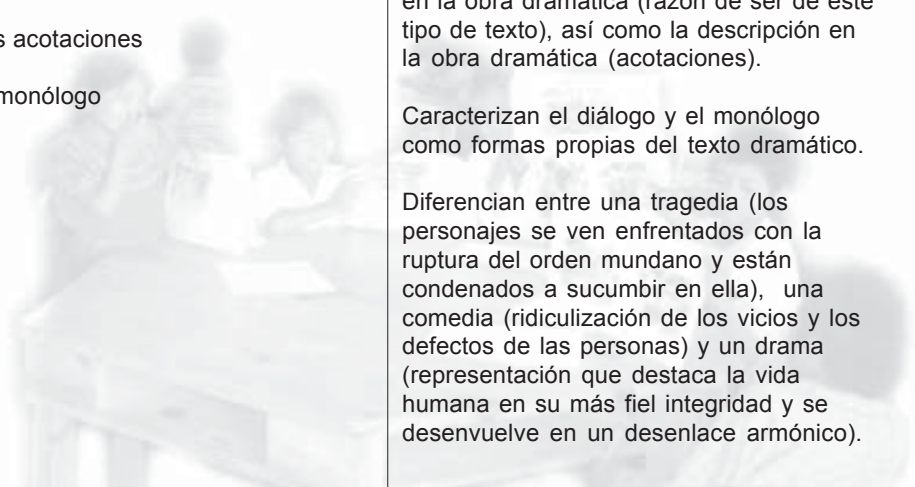 s acotaciones
monólogo
en la obra dramática (razón de ser de este
tipo de texto), así como la descripción en
la obra dramática (acotaciones).
Caracterizan el diálogo y el monólogo
como formas propias del texto dramático.
Diferencian entre una tragedia (los
personajes se ven enfrentados con la
ruptura del orden mundano y están
condenados a sucumbir en ella), una
comedia (ridiculización de los vicios y los
defectos de las personas) y un drama
(representación que destaca la vida
humana en su más fiel integridad y se
desenvuelve en un desenlace armónico).